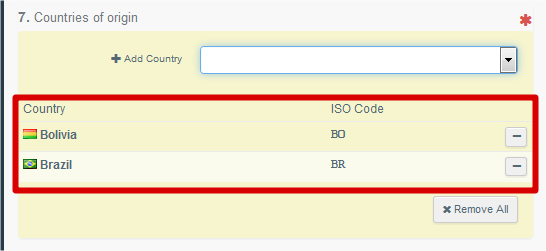 7. Countries of origin *
+ Add Country
Country ISO Code
Bolivia BO
Brazil BR
Remove All